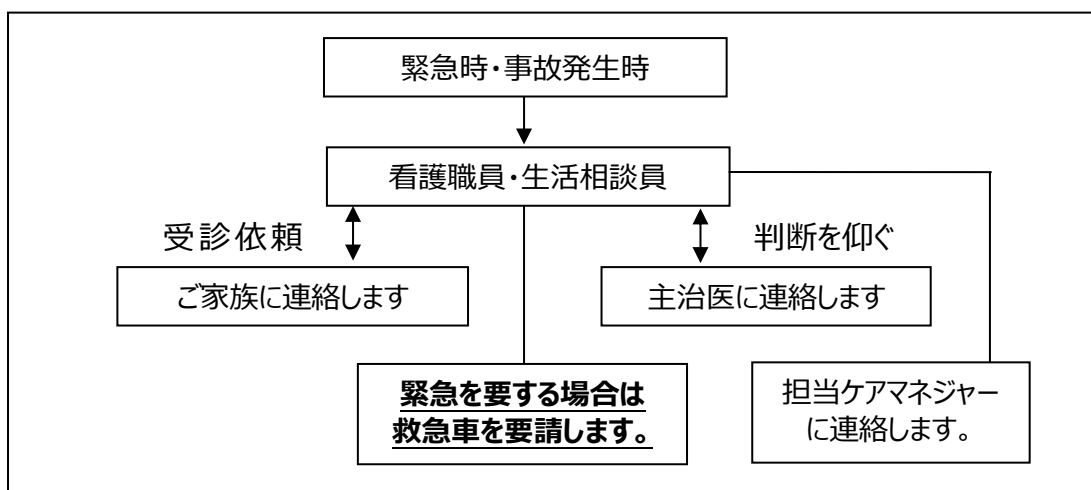 緊急時・事故発生時
看護職員・生活相談員
受診依頼
判断を仰ぐ
ご家族に連絡します
主治医に連絡します
緊急を要する場合は
救急車を要請します。
担当ケアマネジャー
に連絡します。